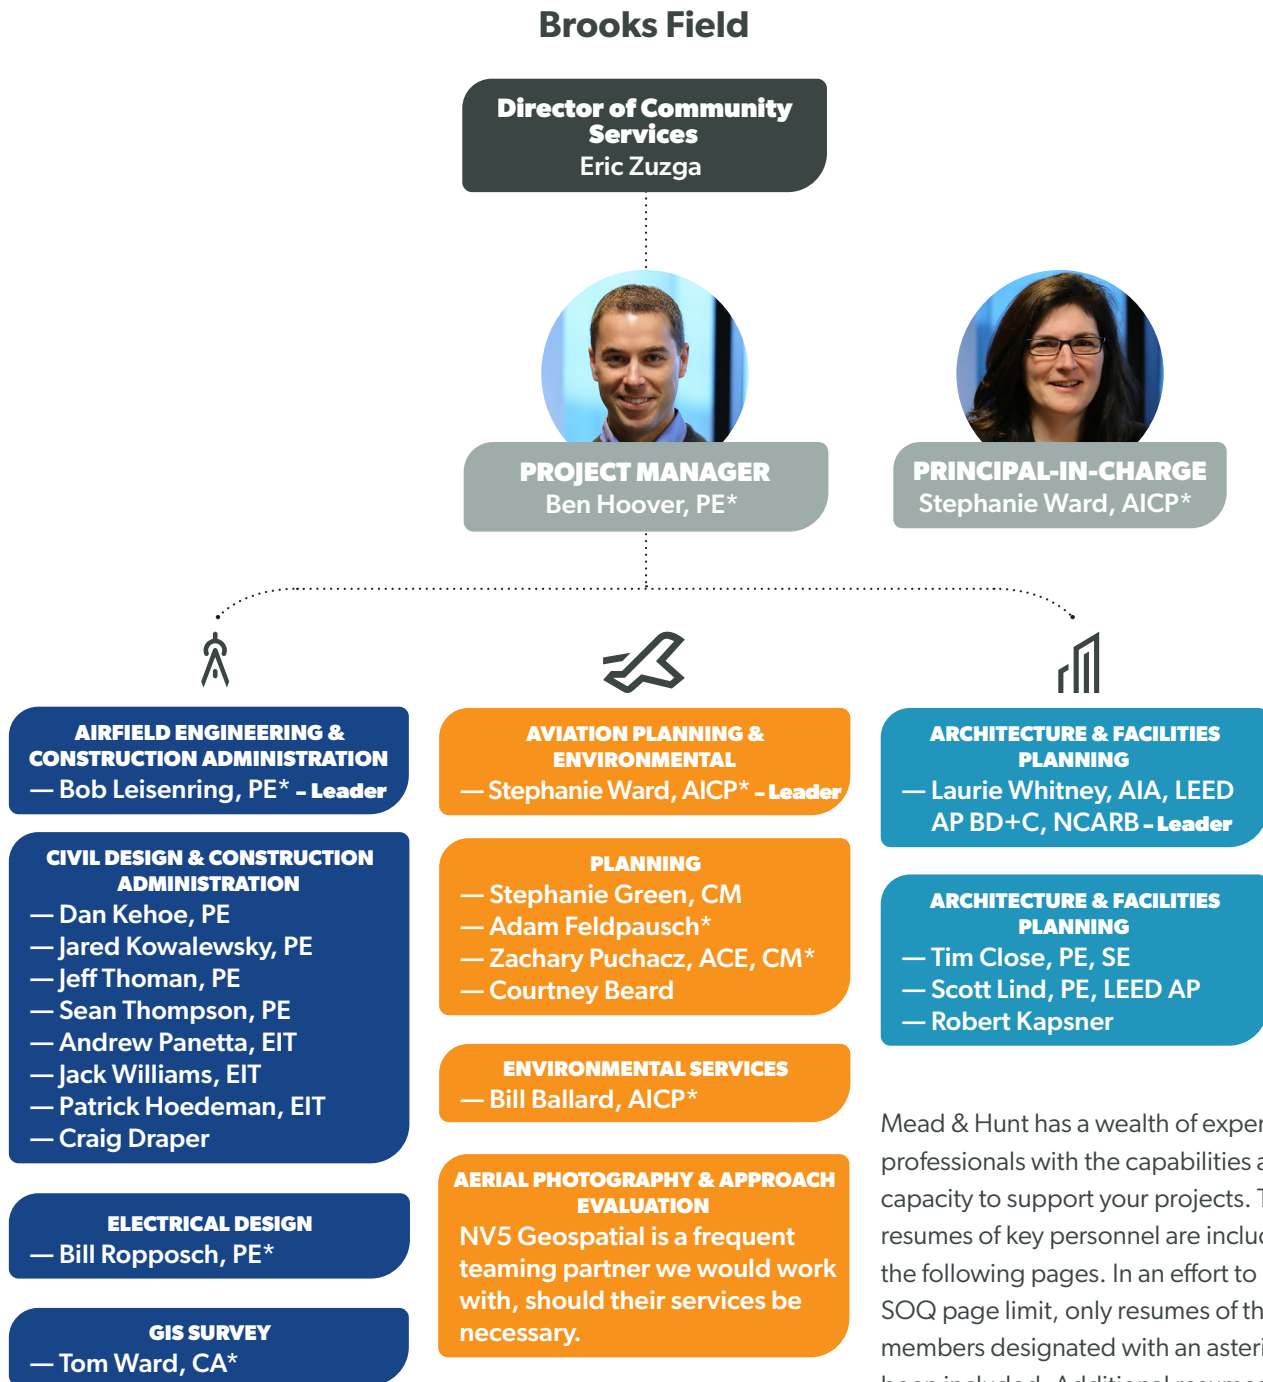 Brooks Field
Director of Community
Services
Eric Zuzga
PROJECT MANAGER
Ben Hoover, PE*
PRINCIPAL-IN-CHARGE
Stephanie Ward, AICP*
AIRFIELD ENGINEERING &
CONSTRUCTION ADMINISTRATION
— Bob Leisenring, PE* – Leader
CIVIL DESIGN & CONSTRUCTION
ADMINISTRATION
— Dan Kehoe, PE
— Jared Kowalewsky, PE
— Jeff Thoman, PE
— Sean Thompson, PE
— Andrew Panetta, EIT
— Jack Williams, EIT
— Patrick Hoedeman, EIT
— Craig Draper
ELECTRICAL DESIGN
— Bill Ropposch, PE*
GIS SURVEY
— Tom Ward, CA*
AVIATION PLANNING &
ENVIRONMENTAL
— Stephanie Ward, AICP* – Leader
PLANNING
— Stephanie Green, CM
— Adam Feldpausch*
— Zachary Puchacz, ACE, CM*
— Courtney Beard
ENVIRONMENTAL SERVICES
— Bill Ballard, AICP*
AERIAL PHOTOGRAPHY & APPROACH
EVALUATION
NV5 Geospatial is a frequent
teaming partner we would work
with, should their services be
necessary.
ARCHITECTURE & FACILITIES
PLANNING
— Laurie Whitney, AIA, LEED
AP BD+C, NCARB – Leader
ARCHITECTURE & FACILITIES
PLANNING
— Tim Close, PE, SE
— Scott Lind, PE, LEED AP
— Robert Kapsner
Mead & Hunt has a wealth of
professionals with the capabilities
capacity to support your projects.
resumes of key personnel are
the following pages. In an effort to
SOQ page limit, only resumes of
members designated with an
been included. Additional